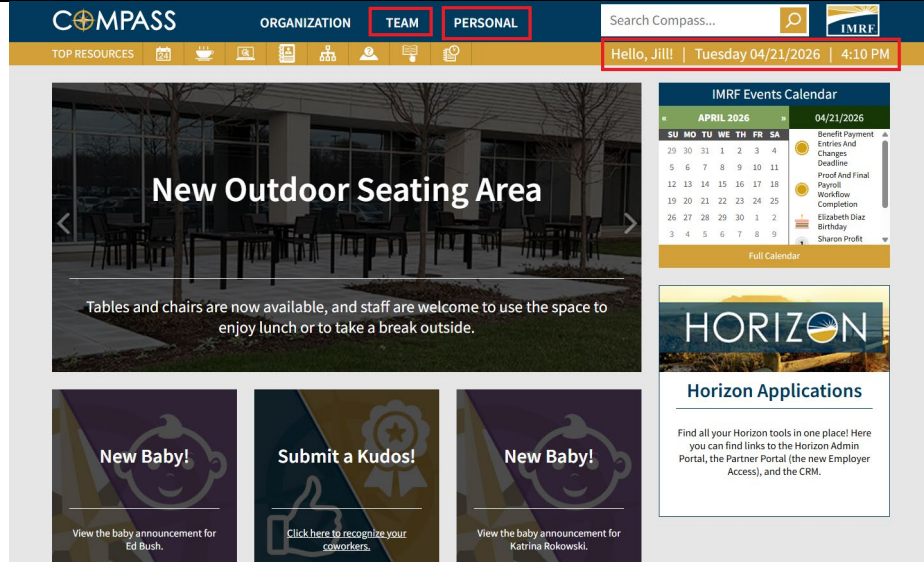 COMPASS
ORGANIZATION TEAM PERSONAL
Search Compass...
IMRF
TOP RESOURCES
24
Hello, Jill! | Tuesday 04/21/2026 | 4:10 PM
New Outdoor Seating Area
Tables and chairs are now available, and staff are welcome to use the space to
enjoy lunch or to take a break outside.
IMRF Events Calendar
« APRIL 2026 »
04/21/2026
SU MO TU WE TH FR SA
29 30 31 1 2 3 4
5 6 7 8 9 10 11
12 13 14 15 16 17 18
19 20 21 22 23 24 25
26 27 28 29 30 1 2
3 4 5 6 7 8 9
Benefit Payment
Entries And
Changes
Deadline
Proof And Final
Payroll
Workflow
Completion
Elizabeth Diaz
Birthday
Sharon Profit
Full Calendar
HORIZON
Horizon Applications
Find all your Horizon tools in one place! Here
you can find links to the Horizon Admin
Portal, the Partner Portal (the new Employer
Access), and the CRM.
New Baby!
View the baby announcement for
Ed Bush.
Submit a Kudos!
Click here to recognize your
coworkers.
New Baby!
View the baby announcement for
Katrina Rokowski.